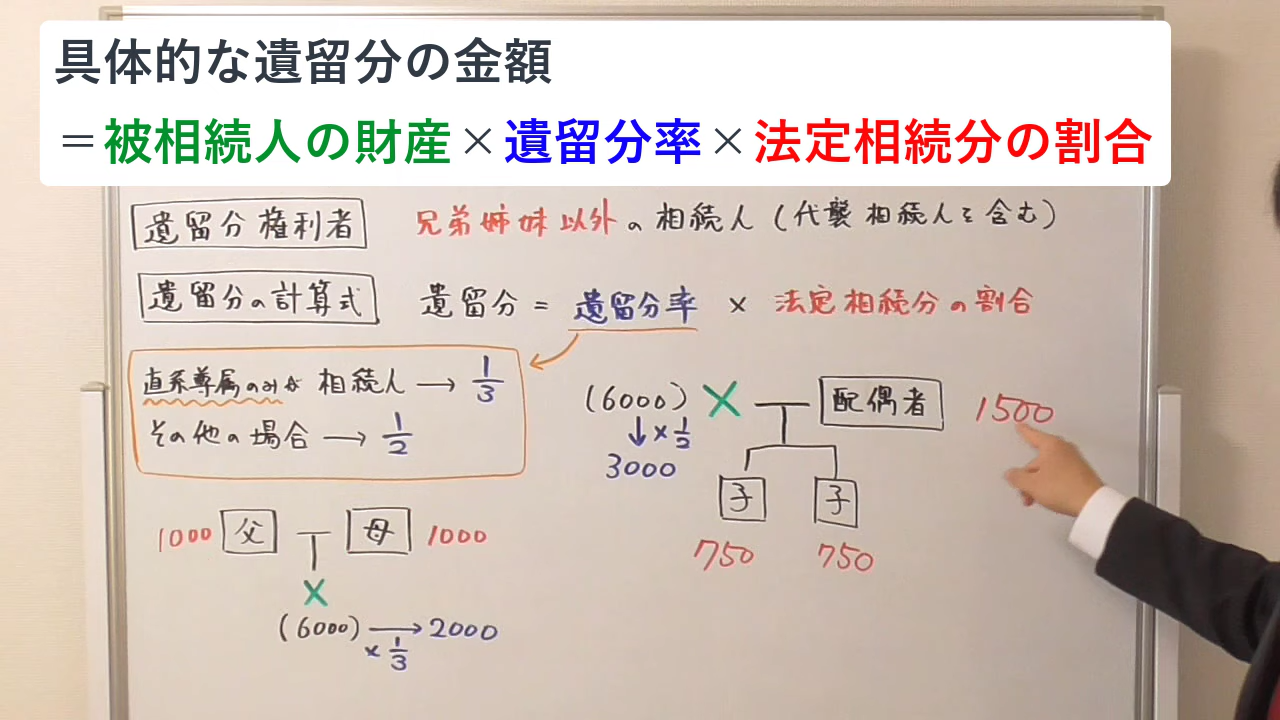 具体的な遺留分の金額
＝被相続人の財産×遺留分率×法定相続分の割合
遺留分権利者 兄弟姉妹以外の相続人（代襲相続人を含む）
遺留分の計算式 遺留分 = 遺留分率 × 法定相続分の割合
直系尊属のみが相続人 → 1/3
その他の場合 → 1/2
(6000) × 配偶者 1500
↓ × 1/2
3000
子 子
750 750
1000 父 母 1000
×
(6000) → 2000
× 1/3